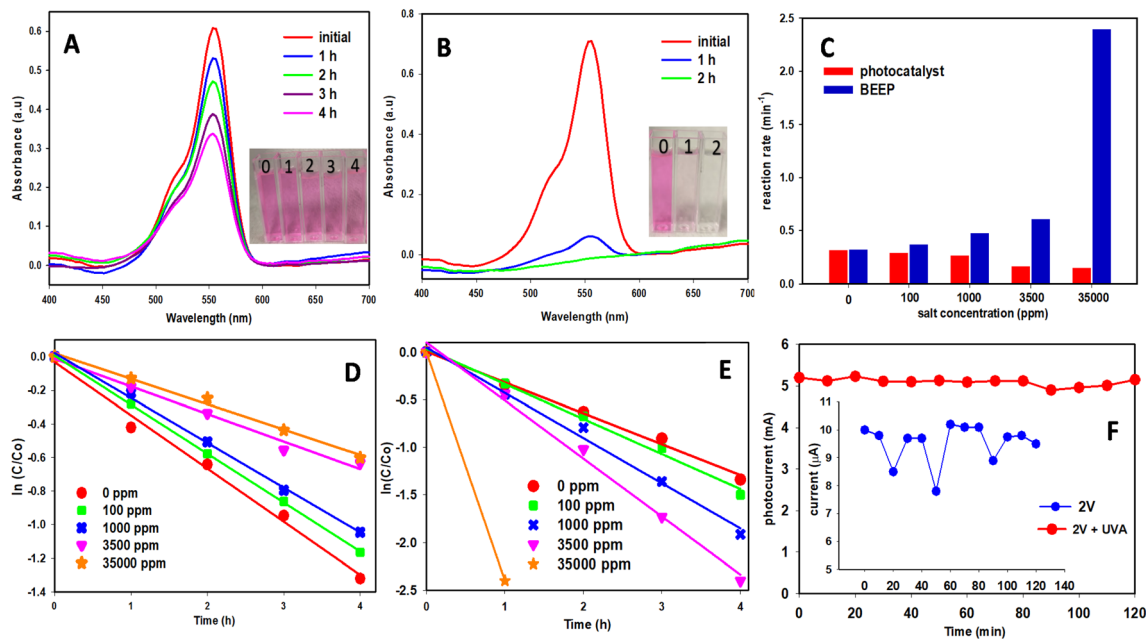 A
initial
1 h
2 h
3 h
4 h
0 1 2 3 4
Absorbance (a.u)
0.6
0.5
0.4
0.3
0.2
0.1
0.0
400 450 500 550 600 650 700
Wavelength (nm)
B
initial
1 h
2 h
0 1 2
Absorbance (a.u)
0.8
0.6
0.4
0.2
0.0
400 450 500 550 600 650 700
Wavelength (nm)
C
photocatalyst
BEEP
reaction rate (min-1)
2.5
2.0
1.5
1.0
0.5
0.0
0 100 1000 3500 35000
salt concentration (ppm)
D
ln (C/Co)
0.0
-0.2
-0.4
-0.6
-0.8
-1.0
-1.2
-1.4
0 ppm
100 ppm
1000 ppm
3500 ppm
35000 ppm
0 1 2 3 4
Time (h)
E
ln(C/Co)
0.0
-0.5
-1.0
-1.5
-2.0
-2.5
0 ppm
100 ppm
1000 ppm
3500 ppm
35000 ppm
0 1 2 3 4
Time (h)
F
photocurrent (mA)
6
5
4
3
2
1
0
current (µA)
11
10
9
8
7
6
5
0 20 40 60 80 100 120 140
2V
2V + UVA
0 20 40 60 80 100 120
Time (min)